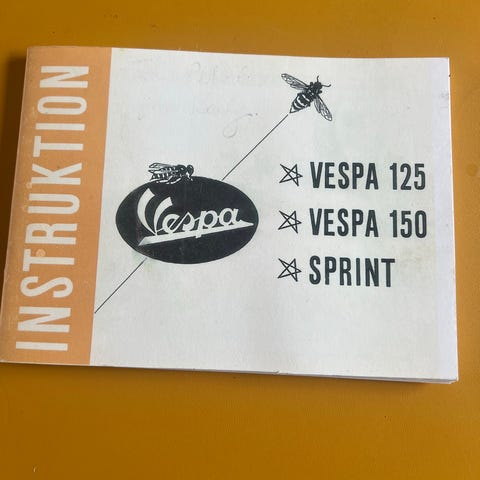 INSTRUKTION
Vespa
VESPA 125
VESPA 150
SPRINT